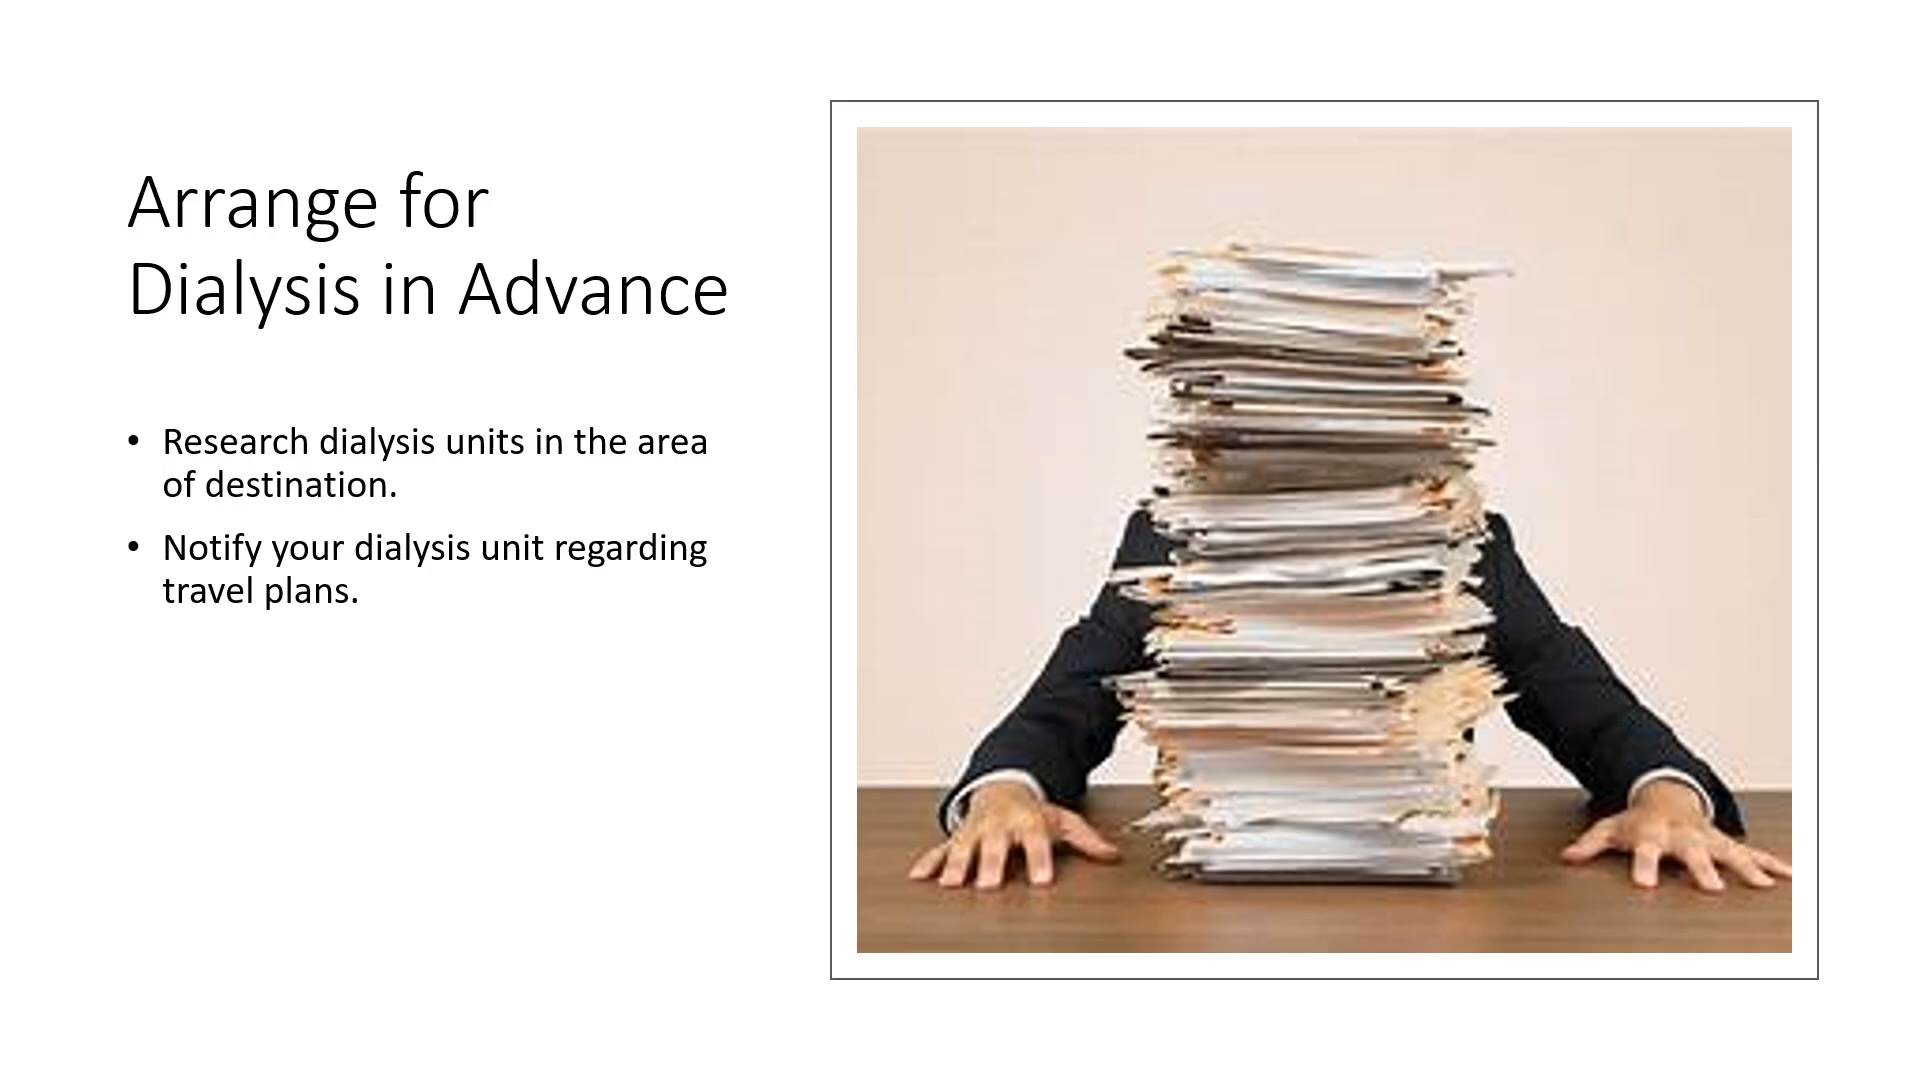 Arrange for
Dialysis in Advance
• Research dialysis units in the area
of destination.
• Notify your dialysis unit regarding
travel plans.